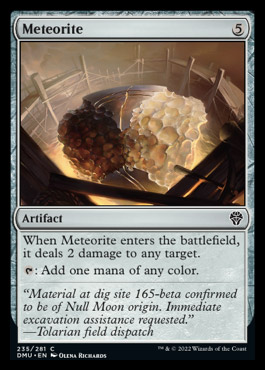 Meteorite 5
Artifact
When Meteorite enters the battlefield,
it deals 2 damage to any target.
: Add one mana of any color.
"Material at dig site 165-beta confirmed
to be of Null Moon origin. Immediate
excavation assistance requested."
—Tolarian field dispatch
235/281 C
DMU • EN OLENA RICHARDS
™ & © 2022 Wizards of the Coast